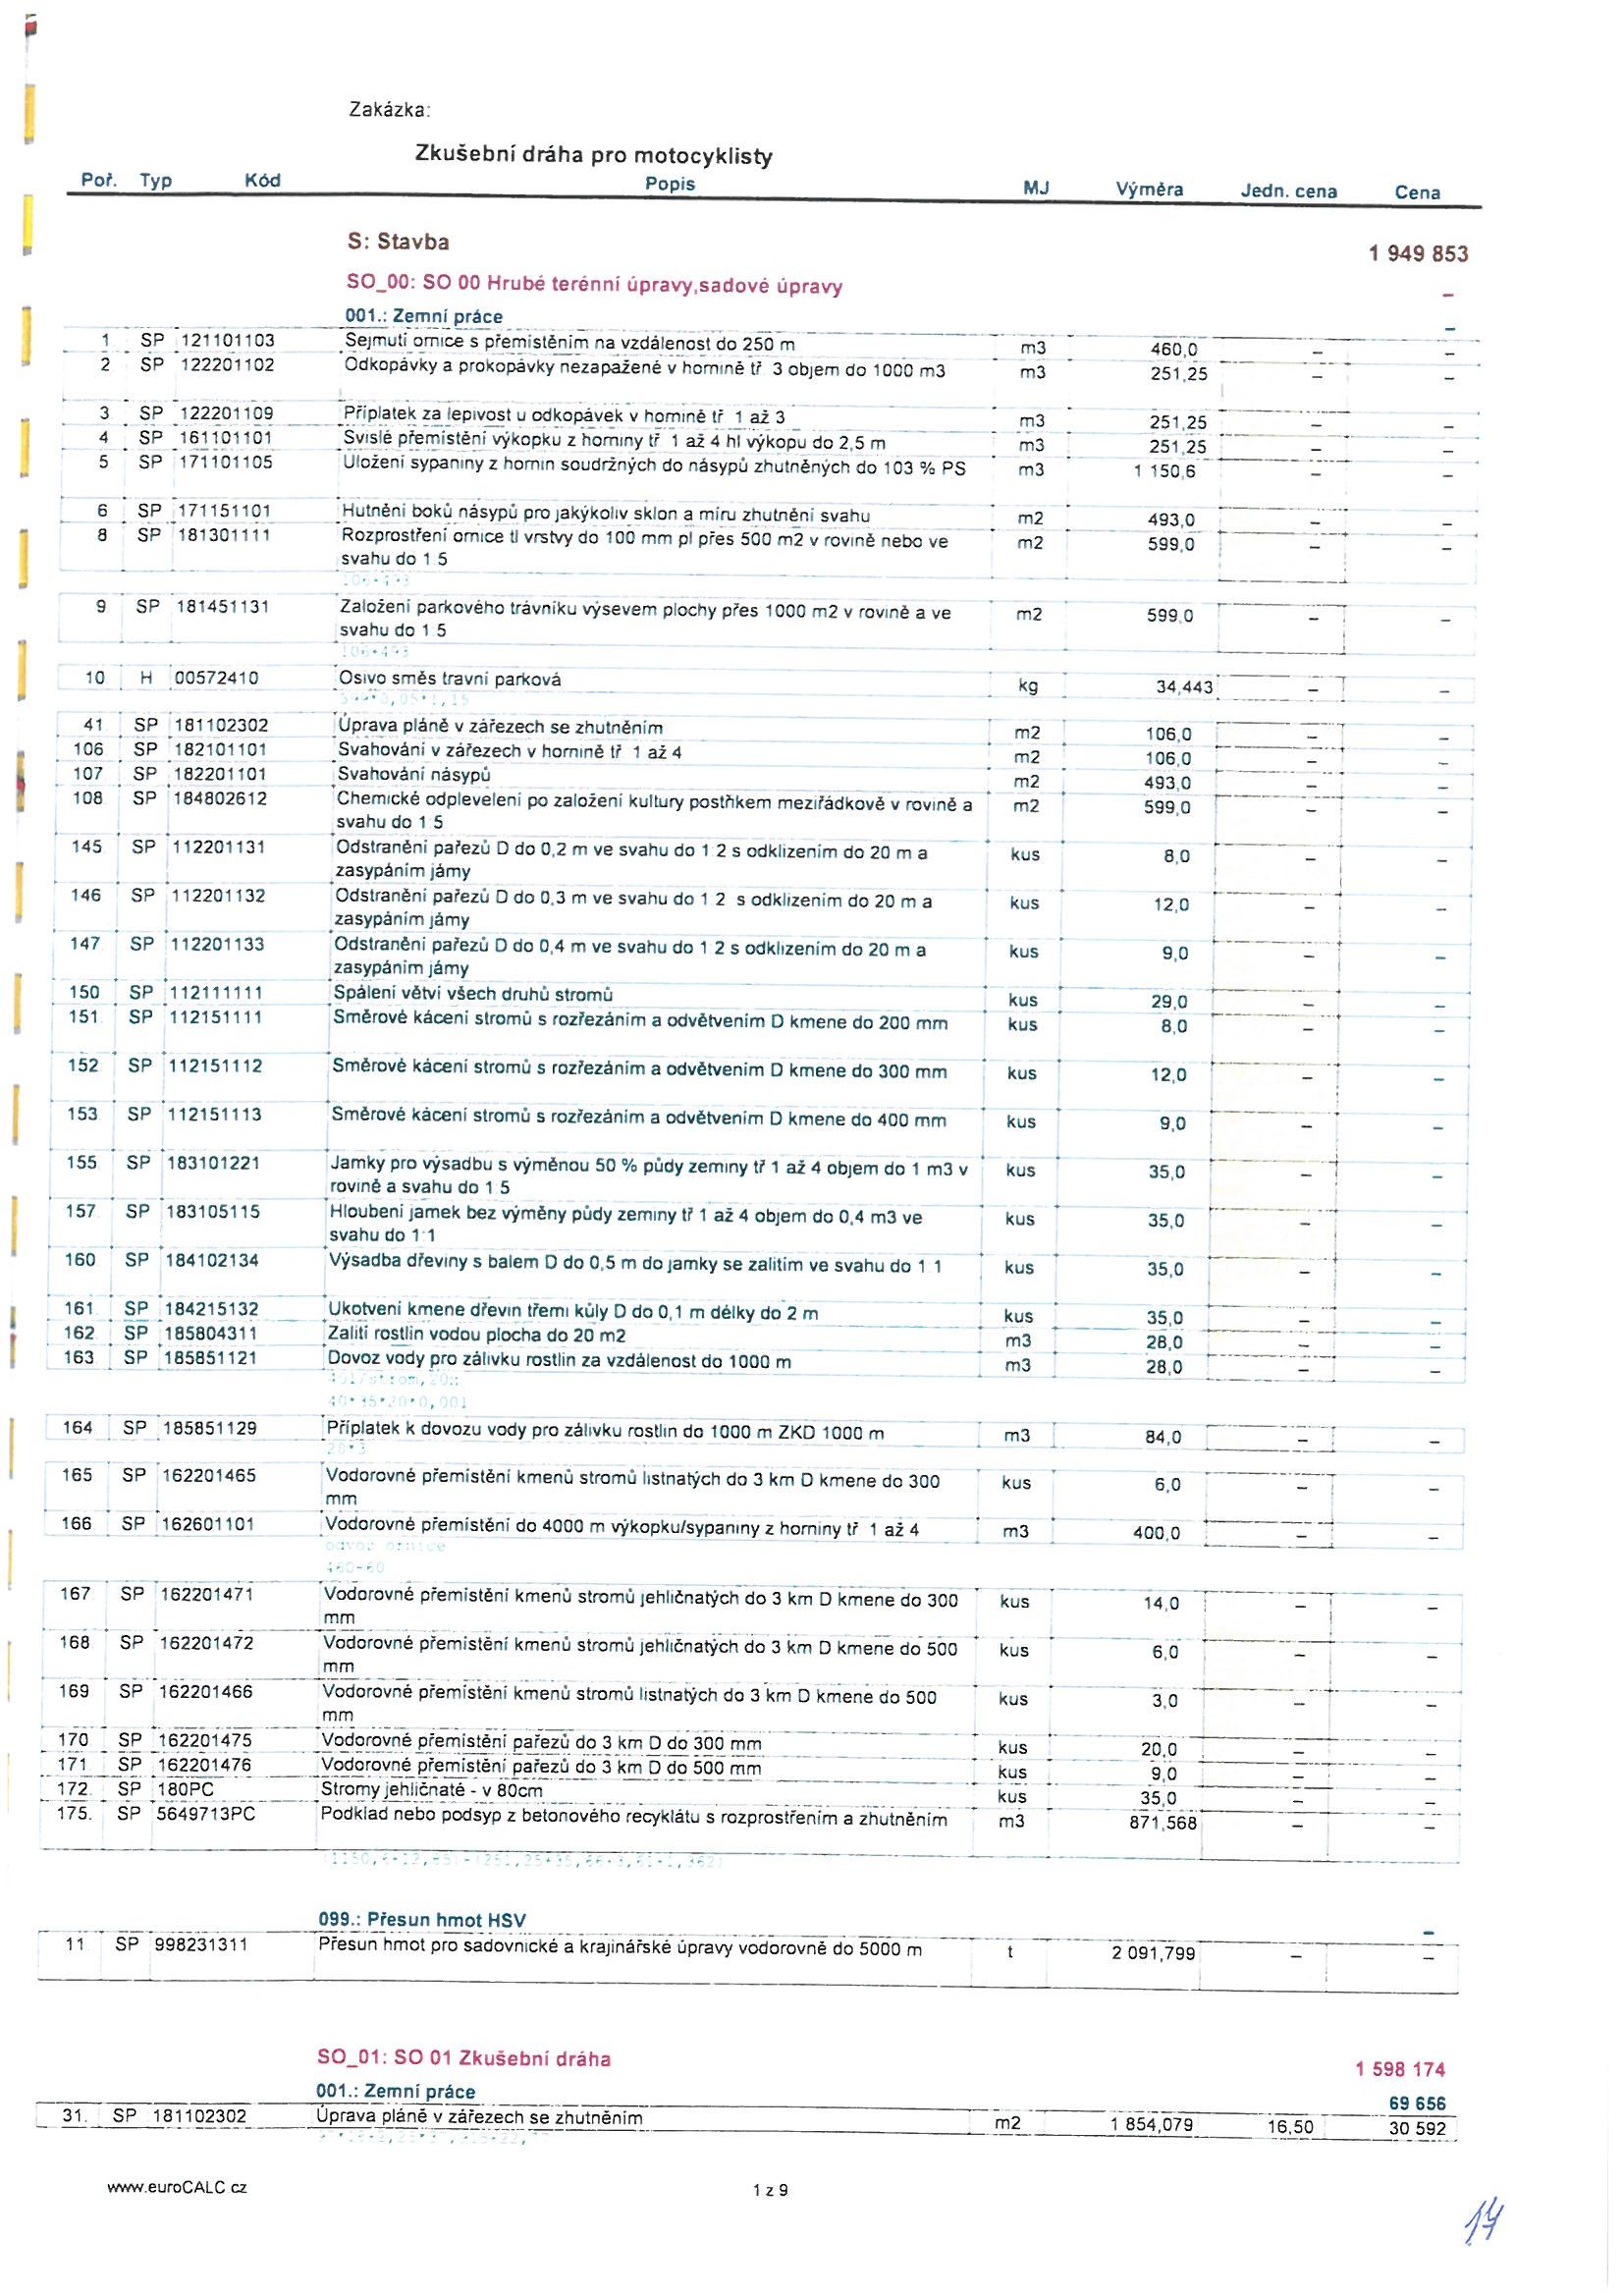 Zakázka:
Zkušební dráha pro motocyklisty
Poř. Typ Kód Popis MJ Výměra Jedn. cena Cena
S: Stavba 1 949 853
SO_00: SO 00 Hrubé terénní úpravy,sadové úpravy –
001.: Zemní práce –
1 SP 121101103 Sejmutí ornice s přemístěním na vzdálenost do 250 m m3 460,0 – –
2 SP 122201102 Odkopávky a prokopávky nezapažené v hornině tř 3 objem do 1000 m3 m3 251,25 – –
3 SP 122201109 Příplatek za lepivost u odkopávek v hornině tř 1 až 3 m3 251,25 – –
4 SP 161101101 Svislé přemístění výkopku z horniny tř 1 až 4 hl výkopu do 2,5 m m3 251,25 – –
5 SP 171101105 Uložení sypaniny z hornin soudržných do násypů zhutněných do 103 % PS m3 1 150,6 – –
6 SP 171151101 Hutnění boků násypů pro jakýkoliv sklon a míru zhutnění svahu m2 493,0 – –
8 SP 181301111 Rozprostření ornice tl vrstvy do 100 mm pl přes 500 m2 v rovině nebo ve m2 599,0 – –
svahu do 1:5
106+493
9 SP 181451131 Založení parkového trávníku výsevem plochy přes 1000 m2 v rovině a ve m2 599,0 – –
svahu do 1:5
106+493
10 H 00572410 Osivo směs travní parková kg 34,443 – –
599*0,05*1,15
41 SP 181102302 Úprava pláně v zářezech se zhutněním m2 106,0 – –
106 SP 182101101 Svahování v zářezech v hornině tř 1 až 4 m2 106,0 – –
107 SP 182201101 Svahování násypů m2 493,0 – –
108 SP 184802612 Chemické odplevelení po založení kultury postřikem meziřádkově v rovině a m2 599,0 – –
svahu do 1:5
145 SP 112201131 Odstranění pařezů D do 0,2 m ve svahu do 1:2 s odklizením do 20 m a kus 8,0 – –
zasypáním jámy
146 SP 112201132 Odstranění pařezů D do 0,3 m ve svahu do 1:2 s odklizením do 20 m a kus 12,0 – –
zasypáním jámy
147 SP 112201133 Odstranění pařezů D do 0,4 m ve svahu do 1:2 s odklizením do 20 m a kus 9,0 – –
zasypáním jámy
150 SP 112111111 Spálení větví všech druhů stromů kus 29,0 – –
151. SP 112151111 Směrové kácení stromů s rozřezáním a odvětvením D kmene do 200 mm kus 8,0 – –
152 SP 112151112 Směrové kácení stromů s rozřezáním a odvětvením D kmene do 300 mm kus 12,0 – –
153 SP 112151113 Směrové kácení stromů s rozřezáním a odvětvením D kmene do 400 mm kus 9,0 – –
155 SP 183101221 Jamky pro výsadbu s výměnou 50 % půdy zeminy tř 1 až 4 objem do 1 m3 v kus 35,0 – –
rovině a svahu do 1:5
157 SP 183105115 Hloubení jamek bez výměny půdy zeminy tř 1 až 4 objem do 0,4 m3 ve kus 35,0 – –
svahu do 1:1
160 SP 184102134 Výsadba dřeviny s balem D do 0,5 m do jamky se zalitím ve svahu do 1:1 kus 35,0 – –
161. SP 184215132 Ukotvení kmene dřevin třemi kůly D do 0,1 m délky do 2 m kus 35,0 – –
162 SP 185804311 Zalití rostlin vodou plocha do 20 m2 m3 28,0 – –
163 SP 185851121 Dovoz vody pro zálivku rostlin za vzdálenost do 1000 m m3 28,0 – –
40*35*20*0,001
164 SP 185851129 Příplatek k dovozu vody pro zálivku rostlin do 1000 m ZKD 1000 m m3 84,0 – –
28*3
165 SP 162201465 Vodorovné přemístění kmenů stromů listnatých do 3 km D kmene do 300 kus 6,0 – –
mm
166 SP 162601101 Vodorovné přemístění do 4000 m výkopku/sypaniny z horniny tř 1 až 4 m3 400,0 – –
odvoz ornice
460-60
167 SP 162201471 Vodorovné přemístění kmenů stromů jehličnatých do 3 km D kmene do 300 kus 14,0 – –
mm
168 SP 162201472 Vodorovné přemístění kmenů stromů jehličnatých do 3 km D kmene do 500 kus 6,0 – –
mm
169 SP 162201466 Vodorovné přemístění kmenů stromů listnatých do 3 km D kmene do 500 kus 3,0 – –
mm
170 SP 162201475 Vodorovné přemístění pařezů do 3 km D do 300 mm kus 20,0 – –
171 SP 162201476 Vodorovné přemístění pařezů do 3 km D do 500 mm kus 9,0 – –
172. SP 180PC Stromy jehličnaté - v 80cm kus 35,0 – –
175. SP 5649713PC Podklad nebo podsyp z betonového recyklátu s rozprostřením a zhutněním m3 871,568 – –
099.: Přesun hmot HSV –
11 SP 998231311 Přesun hmot pro sadovnické a krajinářské úpravy vodorovně do 5000 m t 2 091,799 – –
SO_01: SO 01 Zkušební dráha 1 598 174
001.: Zemní práce 69 656
31. SP 181102302 Úprava pláně v zářezech se zhutněním m2 1 854,079 16,50 30 592
www.euroCALC.cz 1 z 9
17